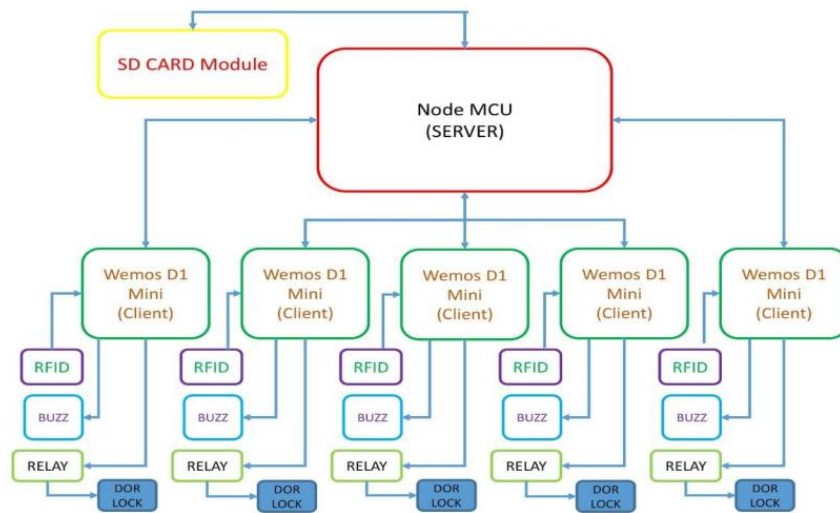 SD CARD Module
Node MCU
(SERVER)
Wemos D1
Mini
(Client)
Wemos D1
Mini
(Client)
Wemos D1
Mini
(Client)
Wemos D1
Mini
(Client)
Wemos D1
Mini
(Client)
RFID
RFID
RFID
RFID
RFID
BUZZ
BUZZ
BUZZ
BUZZ
BUZZ
RELAY
RELAY
RELAY
RELAY
RELAY
DOR
LOCK
DOR
LOCK
DOR
LOCK
DOR
LOCK
DOR
LOCK